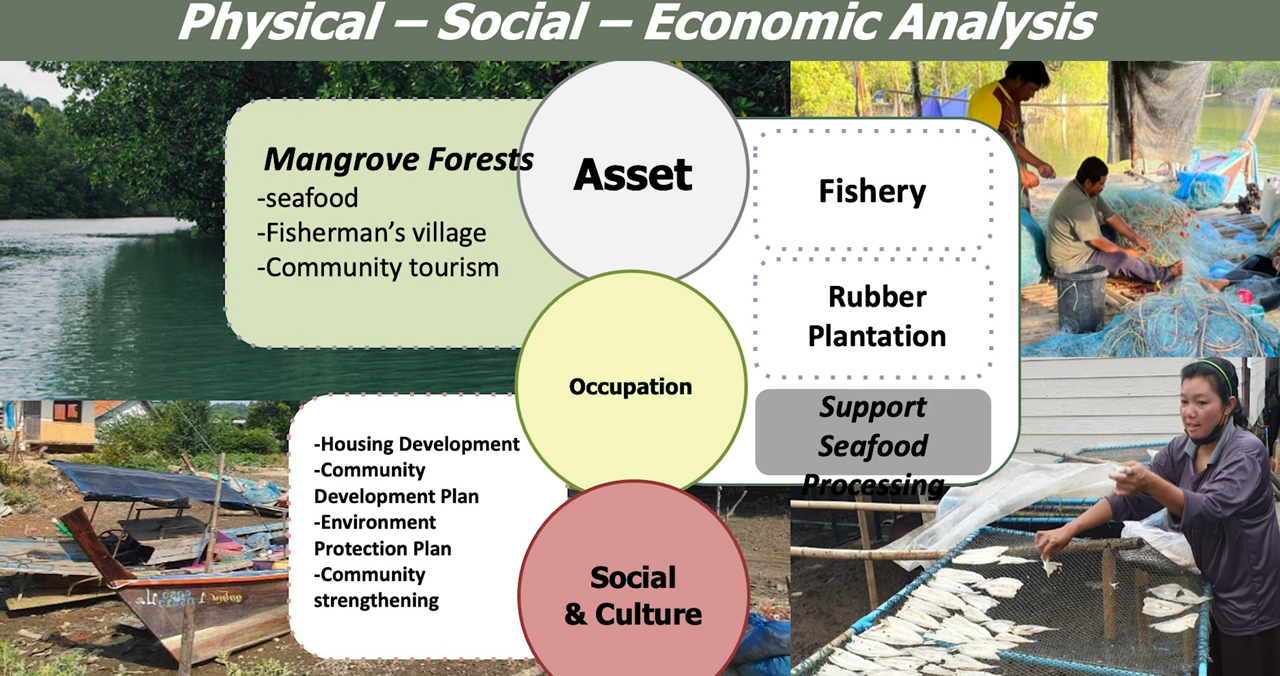 Physical – Social – Economic Analysis
Mangrove Forests
-seafood
-Fisherman’s village
-Community tourism
Asset
Fishery
Rubber
Plantation
Occupation
Support
Seafood
Processing
-Housing Development
-Community
Development Plan
-Environment
Protection Plan
-Community
strengthening
Social
& Culture